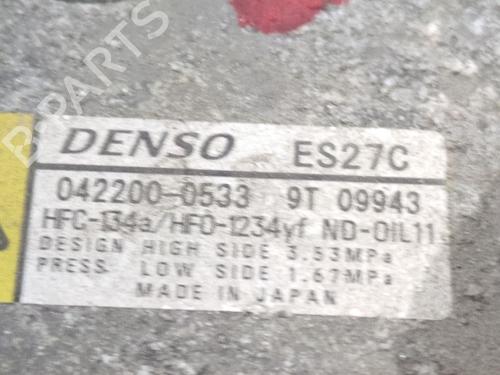 B-PARTS
DENSO ES27C
042200-0533 9T 09943
HFC-134a/HFO-1234yf ND-OIL11
DESIGN HIGH SIDE 3.53MPa
PRESS. LOW SIDE 1.67MPa
MADE IN JAPAN